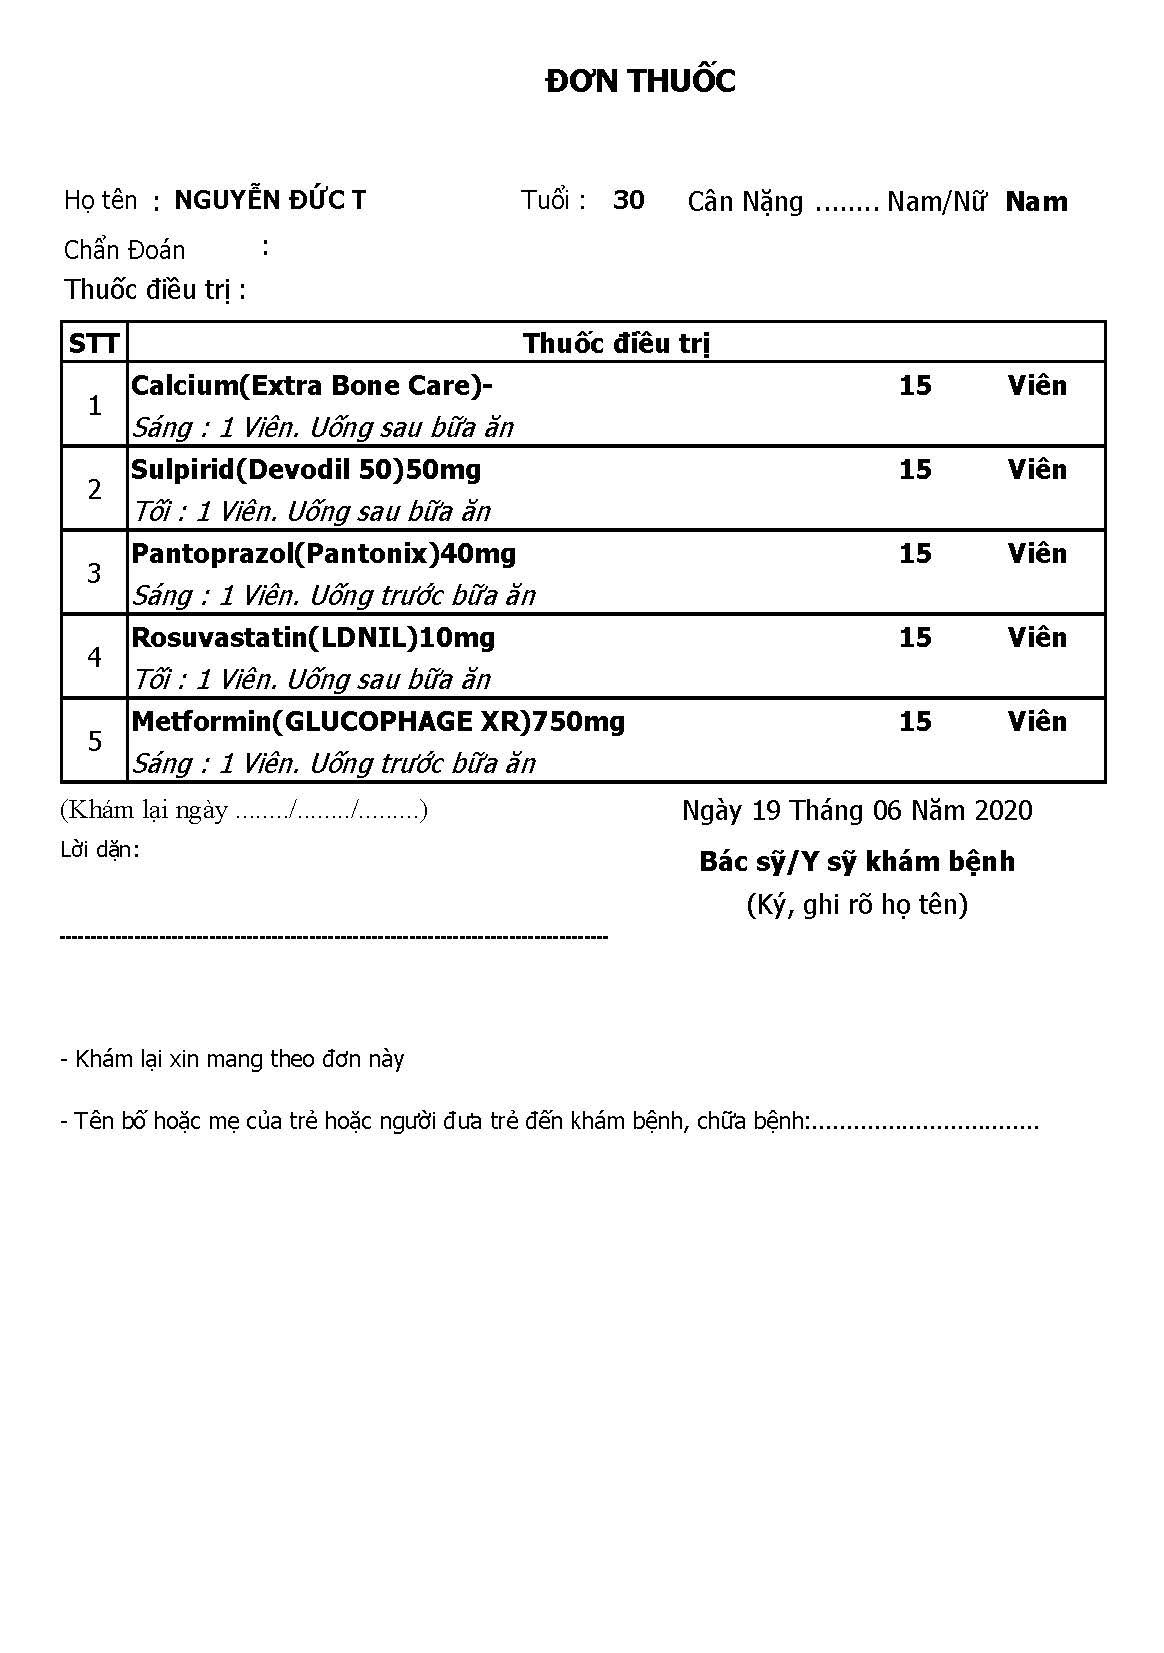 ĐƠN THUỐC
Họ tên : NGUYỄN ĐỨC T Tuổi : 30 Cân Nặng ........ Nam/Nữ Nam
Chẩn Đoán :
Thuốc điều trị :
STT Thuốc điều trị
1 Calcium(Extra Bone Care)- 15 Viên
Sáng : 1 Viên. Uống sau bữa ăn
2 Sulpirid(Devodil 50)50mg 15 Viên
Tối : 1 Viên. Uống sau bữa ăn
3 Pantoprazol(Pantonix)40mg 15 Viên
Sáng : 1 Viên. Uống trước bữa ăn
4 Rosuvastatin(LDNIL)10mg 15 Viên
Tối : 1 Viên. Uống sau bữa ăn
5 Metformin(GLUCOPHAGE XR)750mg 15 Viên
Sáng : 1 Viên. Uống trước bữa ăn
(Khám lại ngày ......../......../.........) Ngày 19 Tháng 06 Năm 2020
Lời dặn:
Bác sỹ/Y sỹ khám bệnh
(Ký, ghi rõ họ tên)
- Khám lại xin mang theo đơn này
- Tên bố hoặc mẹ của trẻ hoặc người đưa trẻ đến khám bệnh, chữa bệnh:.................................